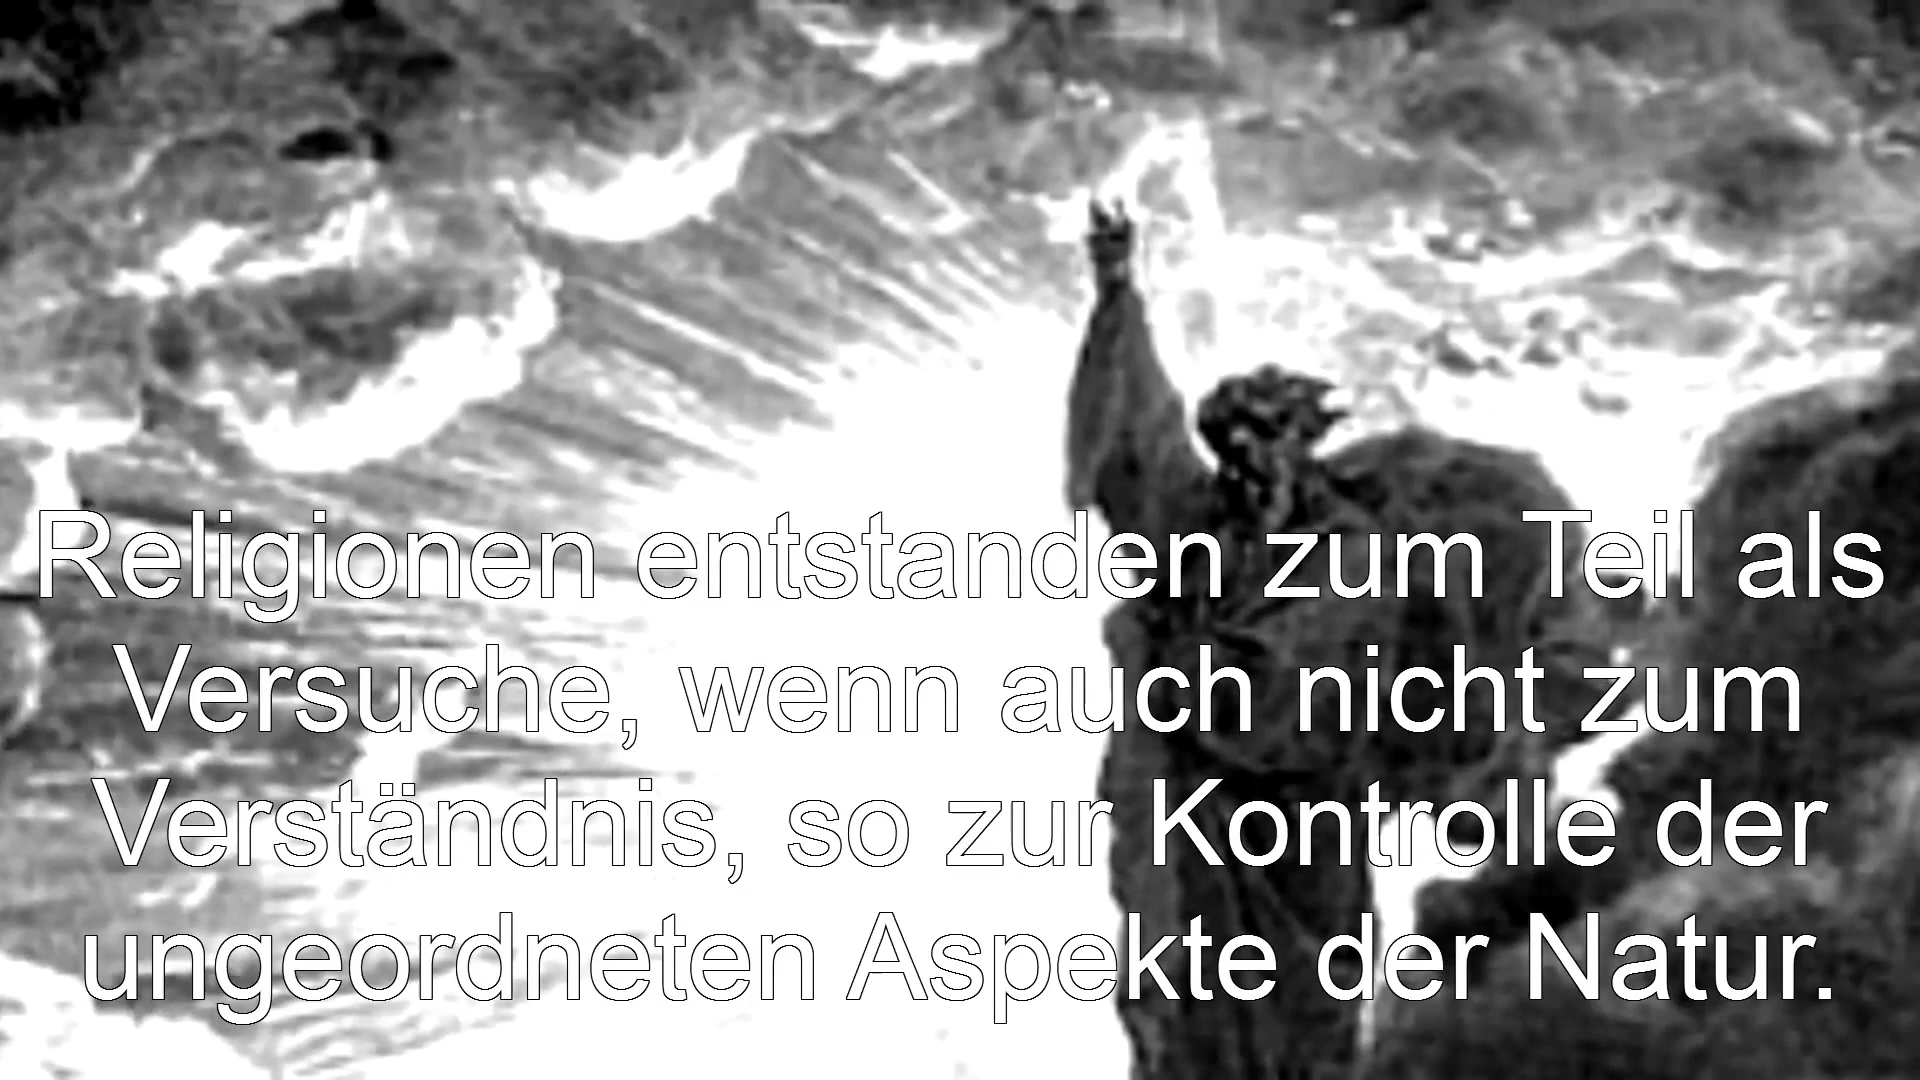 Religionen entstanden zum Teil als
Versuche, wenn auch nicht zum
Verständnis, so zur Kontrolle der
ungeordneten Aspekte der Natur.